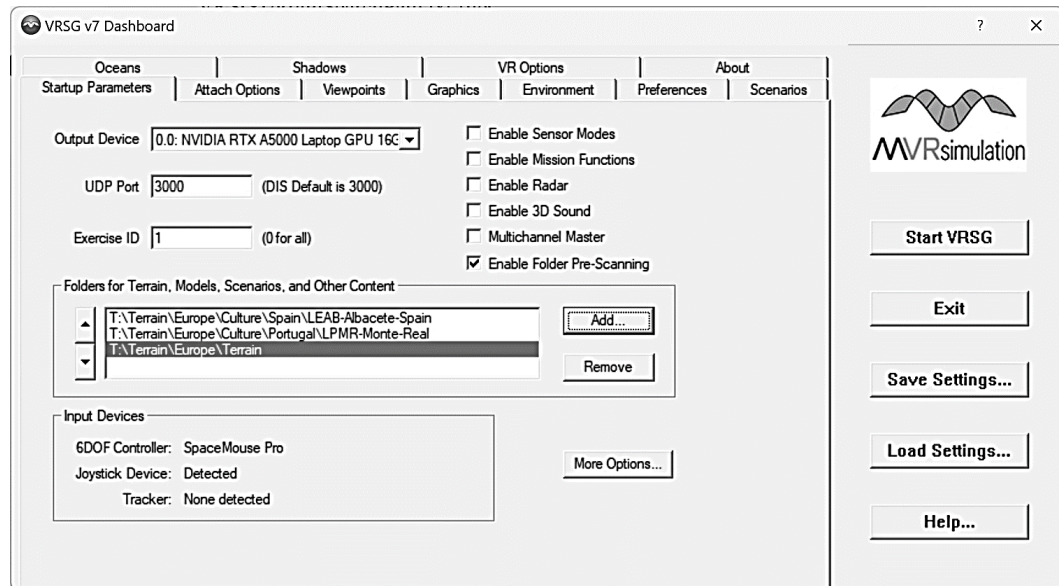 VRSG v7 Dashboard
? ×
Oceans Shadows VR Options About
Startup Parameters Attach Options Viewpoints Graphics Environment Preferences Scenarios
Output Device 0.0: NVIDIA RTX A5000 Laptop GPU 16G
UDP Port 3000 (DIS Default is 3000)
Exercise ID 1 (0 for all)
Enable Sensor Modes
Enable Mission Functions
Enable Radar
Enable 3D Sound
Multichannel Master
Enable Folder Pre-Scanning
Folders for Terrain, Models, Scenarios, and Other Content
T:\Terrain\Europe\Culture\Spain\LEAB-Albacete-Spain
T:\Terrain\Europe\Culture\Portugal\LPMR-Monte-Real
T:\Terrain\Europe\Terrain
Add...
Remove
Input Devices
6DOF Controller: SpaceMouse Pro
Joystick Device: Detected
Tracker: None detected
More Options...
MVRsimulation
Start VRSG
Exit
Save Settings...
Load Settings...
Help...